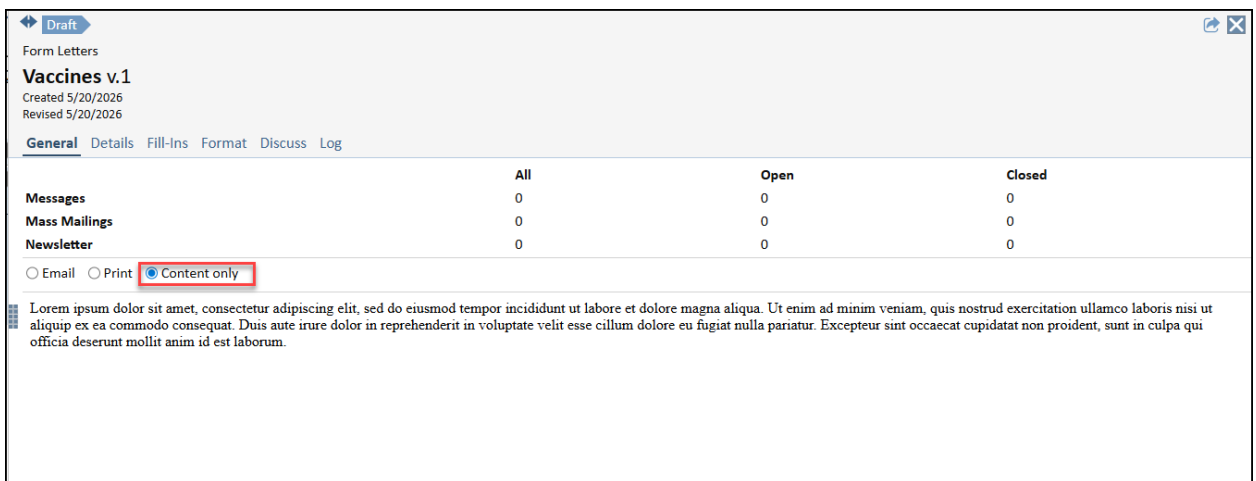 Draft
Form Letters
Vaccines v.1
Created 5/20/2026
Revised 5/20/2026
General Details Fill-Ins Format Discuss Log
All Open Closed
Messages 0 0 0
Mass Mailings 0 0 0
Newsletter 0 0 0
Email Print Content only
Lorem ipsum dolor sit amet, consectetur adipiscing elit, sed do eiusmod tempor incididunt ut labore et dolore magna aliqua. Ut enim ad minim veniam, quis nostrud exercitation ullamco laboris nisi ut
aliquip ex ea commodo consequat. Duis aute irure dolor in reprehenderit in voluptate velit esse cillum dolore eu fugiat nulla pariatur. Excepteur sint occaecat cupidatat non proident, sunt in culpa qui
officia deserunt mollit anim id est laborum.